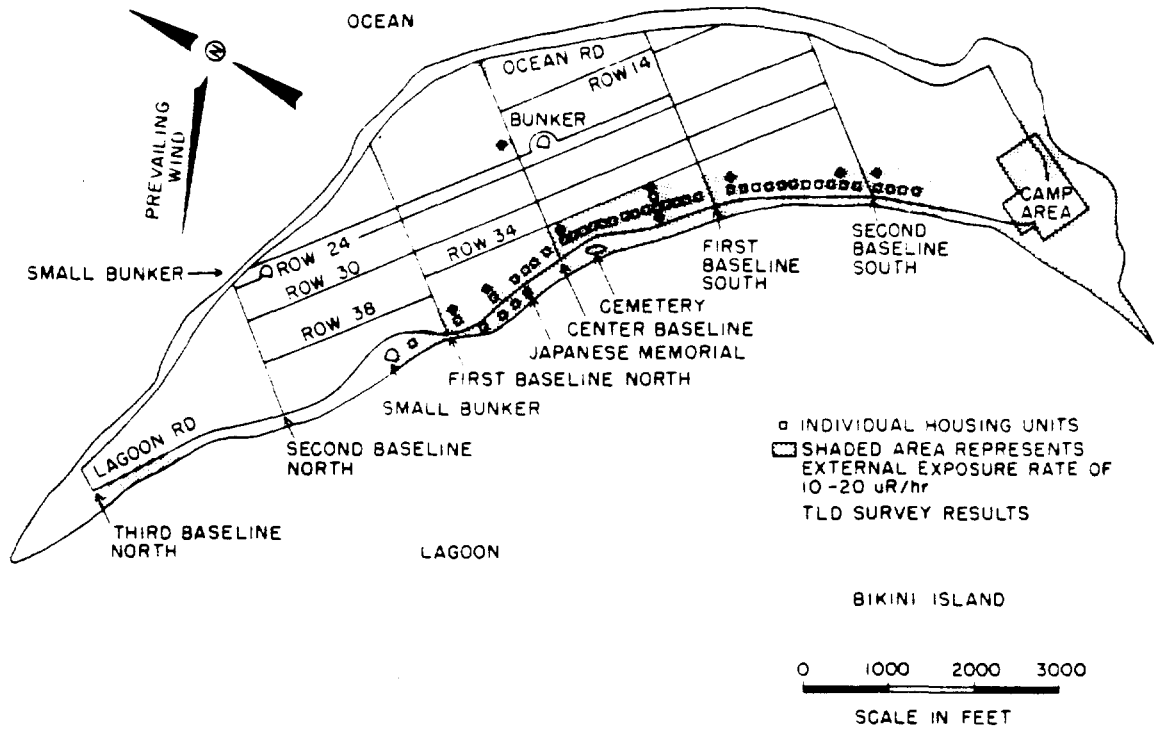 OCEAN
N
PREVAILING
WIND
OCEAN RD
ROW 14
BUNKER
CAMP
AREA
SMALL BUNKER
ROW 24
ROW 30
ROW 34
ROW 38
FIRST
BASELINE
SOUTH
SECOND
BASELINE
SOUTH
CEMETERY
CENTER BASELINE
JAPANESE MEMORIAL
FIRST BASELINE NORTH
SMALL BUNKER
LAGOON RD
SECOND BASELINE
NORTH
THIRD BASELINE
NORTH
LAGOON
INDIVIDUAL HOUSING UNITS
SHADED AREA REPRESENTS
EXTERNAL EXPOSURE RATE OF
10-20 uR/hr
TLD SURVEY RESULTS
BIKINI ISLAND
0 1000 2000 3000
SCALE IN FEET